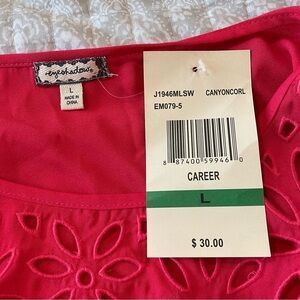 eyeshadow
L
MADE IN
CHINA
J1946MLSW CANYONCORL
EM079-5
8 87400 59946 0
CAREER
L
$ 30.00